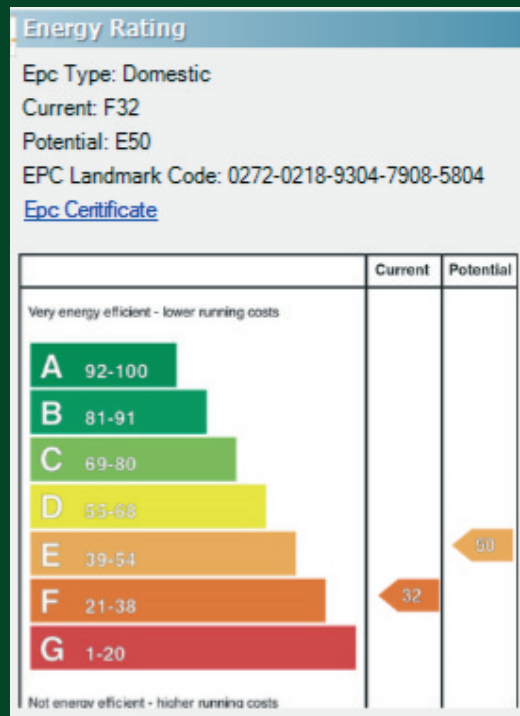 Energy Rating
Epc Type: Domestic
Current: F32
Potential: E50
EPC Landmark Code: 0272-0218-9304-7908-5804
Epc Ceritificate
Current Potential
Very energy efficient - lower running costs
A 92-100
B 81-91
C 69-80
D 55-68
E 39-54
50
F 21-38
32
G 1-20
Not energy efficient - higher running costs